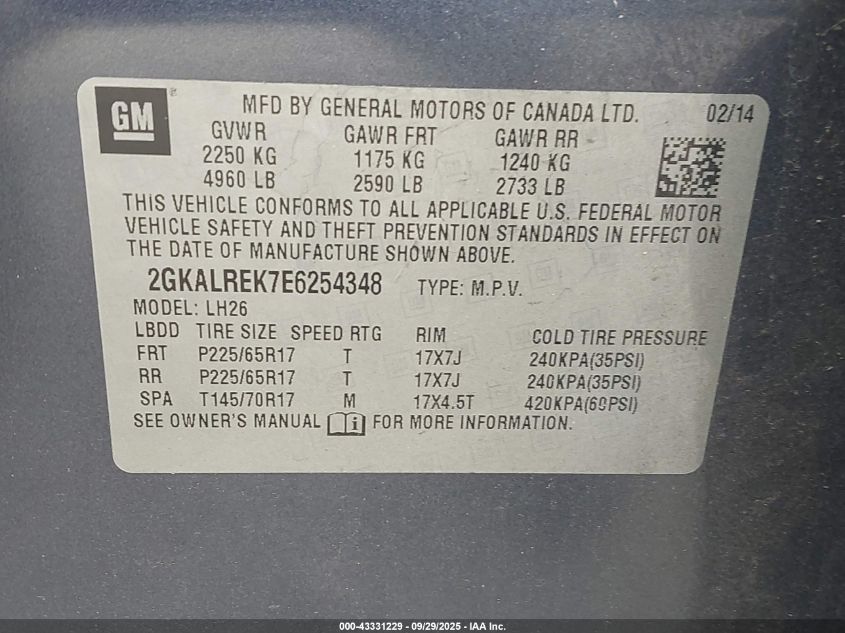 GM ® MFD BY GENERAL MOTORS OF CANADA LTD. 02/14
GVWR GAWR FRT GAWR RR
2250 KG 1175 KG 1240 KG
4960 LB 2590 LB 2733 LB
THIS VEHICLE CONFORMS TO ALL APPLICABLE U.S. FEDERAL MOTOR
VEHICLE SAFETY AND THEFT PREVENTION STANDARDS IN EFFECT ON
THE DATE OF MANUFACTURE SHOWN ABOVE.
2GKALREK7E6254348 TYPE: M.P.V.
MODEL: LH26
LBDD TIRE SIZE SPEED RTG RIM COLD TIRE PRESSURE
FRT P225/65R17 T 17X7J 240KPA(35PSI)
RR P225/65R17 T 17X7J 240KPA(35PSI)
SPA T145/70R17 M 17X4.5T 420KPA(60PSI)
SEE OWNER'S MANUAL i FOR MORE INFORMATION.
000-43331229 - 09/29/2025 - IAA Inc.